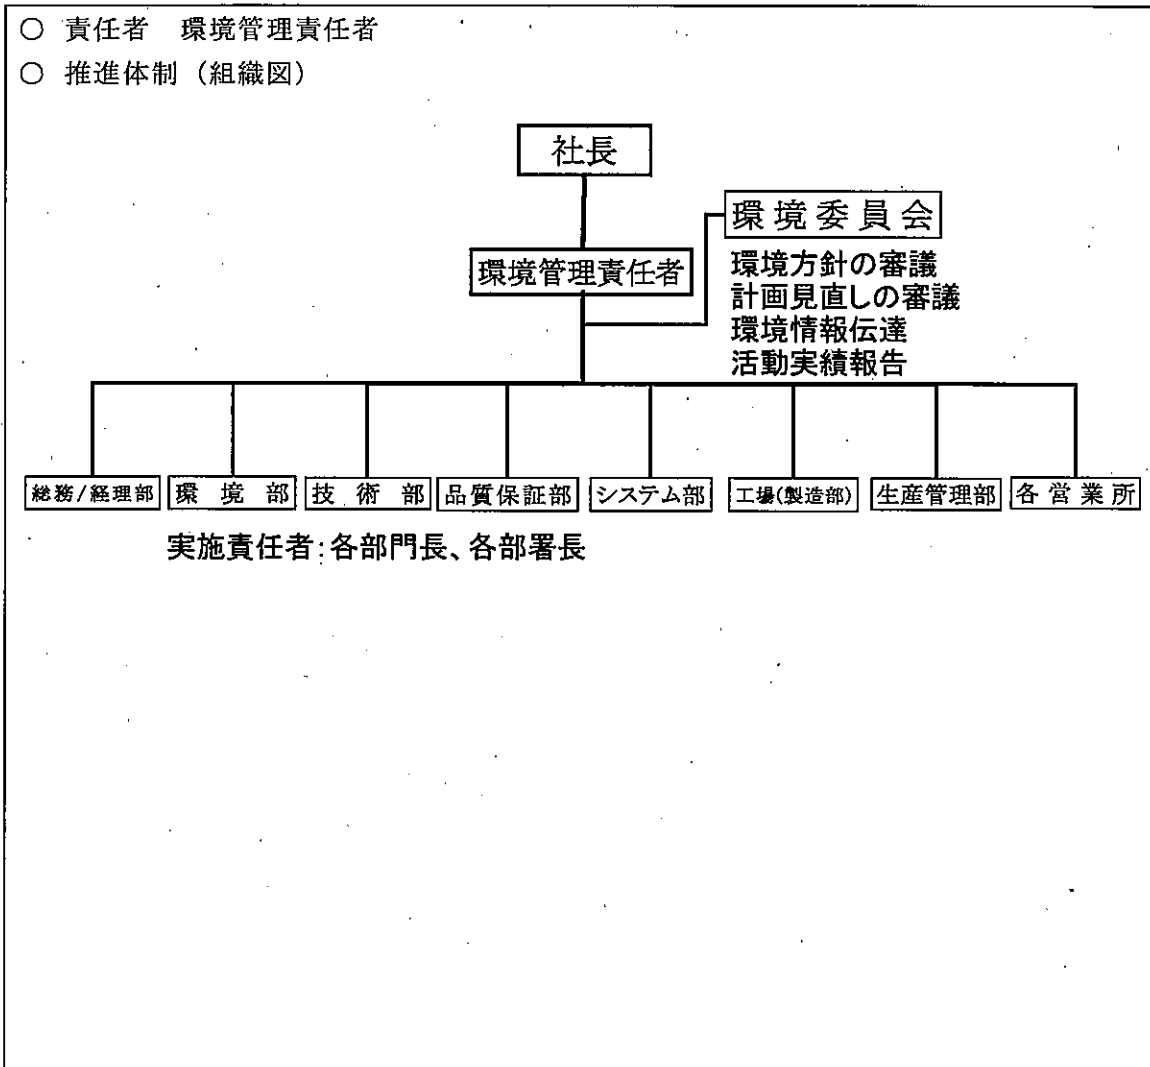 ○ 責任者 環境管理責任者
○ 推進体制（組織図）
社長
環境委員会
環境管理責任者
環境方針の審議
計画見直しの審議
環境情報伝達
活動実績報告
総務/経理部 環境部 技術部 品質保証部 システム部 工場(製造部) 生産管理部 各営業所
実施責任者:各部門長、各部署長